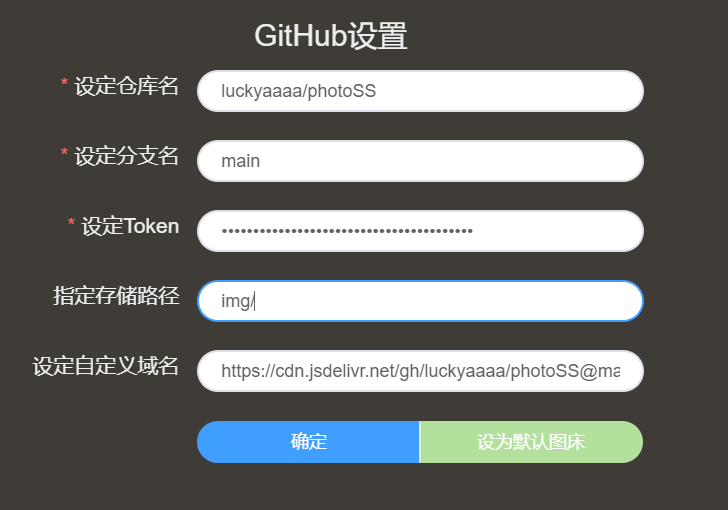 GitHub设置
* 设定仓库名
luckyaaaa/photoSS
* 设定分支名
main
* 设定Token
指定存储路径
img/
设定自定义域名
https://cdn.jsdelivr.net/gh/luckyaaaa/photoSS@ma
确定
设为默认图床